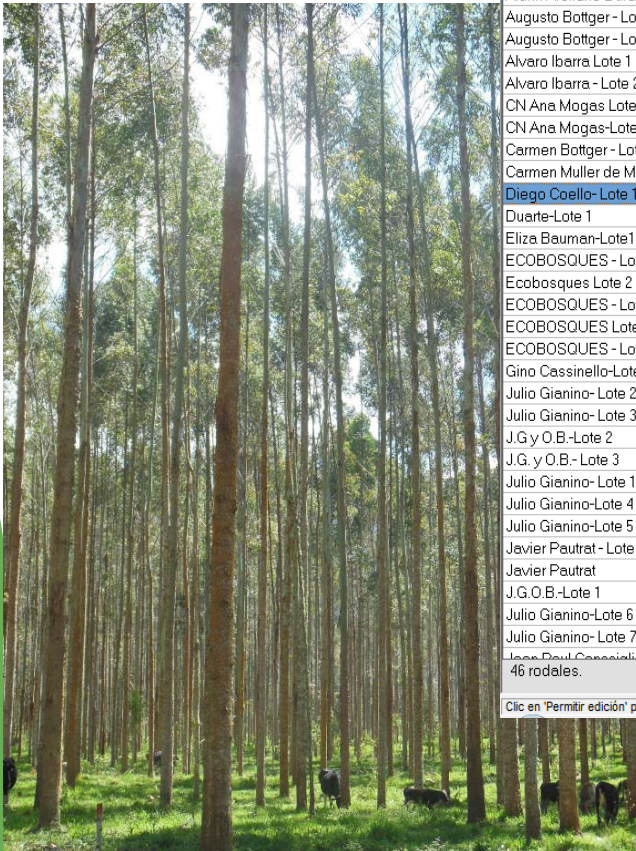 Augusto Bottger - Lo
Augusto Bottger - Lo
Alvaro Ibarra Lote 1
Alvaro Ibarra - Lote 2
CN Ana Mogas Lote
CN Ana Mogas-Lote
Carmen Bottger - Lot
Carmen Muller de M
Diego Coello- Lote 1
Duarte-Lote 1
Eliza Bauman-Lote1
ECOBOSQUES - Lo
Ecobosques Lote 2
ECOBOSQUES - Lo
ECOBOSQUES Lote
ECOBOSQUES - Lo
Gino Cassinello-Lote
Julio Gianino- Lote 2
Julio Gianino- Lote 3
J.G y O.B.-Lote 2
J.G. y O.B.- Lote 3
Julio Gianino- Lote 1
Julio Gianino-Lote 4
Julio Gianino-Lote 5
Javier Pautrat - Lote
Javier Pautrat
J.G.O.B.-Lote 1
Julio Gianino-Lote 6
Julio Gianino- Lote 7
46 rodales.
Clic en 'Permitir edición' p